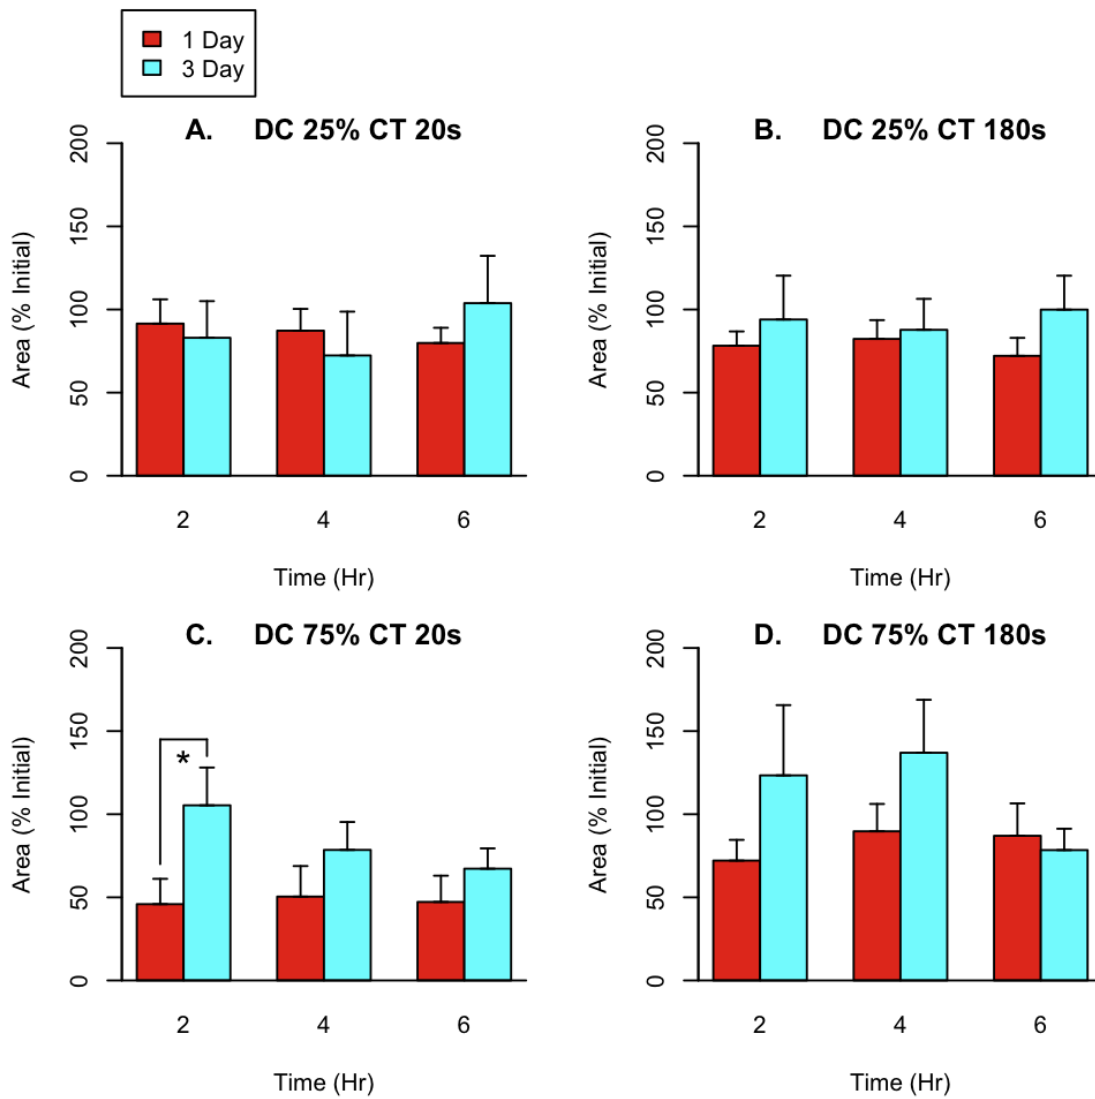 1 Day
3 Day
A. DC 25% CT 20s
200
150
100
50
0
Area (% Initial)
2 4 6
Time (Hr)
B. DC 25% CT 180s
200
150
100
50
0
Area (% Initial)
2 4 6
Time (Hr)
C. DC 75% CT 20s
200
150
100
50
0
Area (% Initial)
*
2 4 6
Time (Hr)
D. DC 75% CT 180s
200
150
100
50
0
Area (% Initial)
2 4 6
Time (Hr)